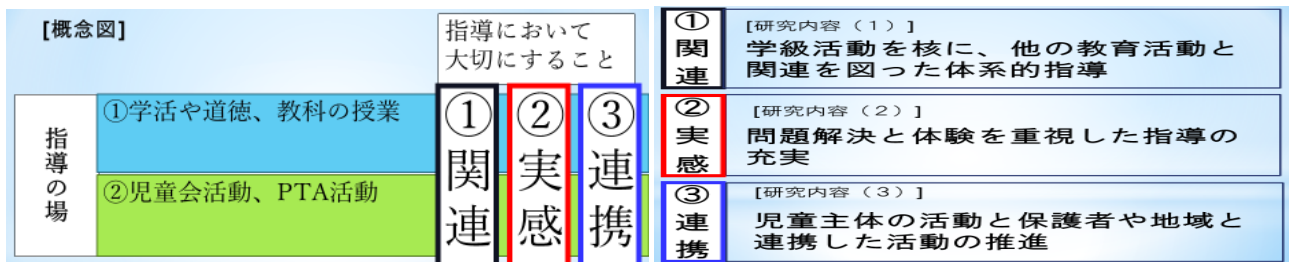 [概念図]
指導において
大切にすること
指導の場
①学活や道徳、教科の授業
②児童会活動、PTA活動
①関連
②実感
③連携
①関連
[研究内容（１）]
学級活動を核に、他の教育活動と
関連を図った体系的指導
②実感
[研究内容（２）]
問題解決と体験を重視した指導の
充実
③連携
[研究内容（３）]
児童主体の活動と保護者や地域と
連携した活動の推進